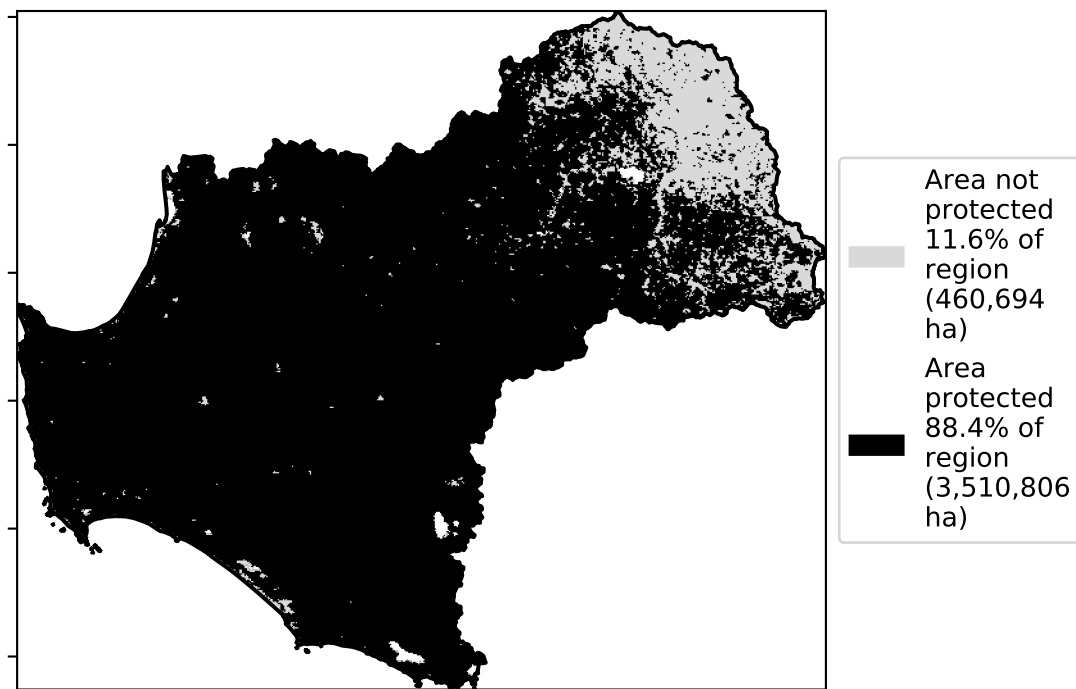 Area not
protected
11.6% of
region
(460,694
ha)
Area
protected
88.4% of
region
(3,510,806
ha)